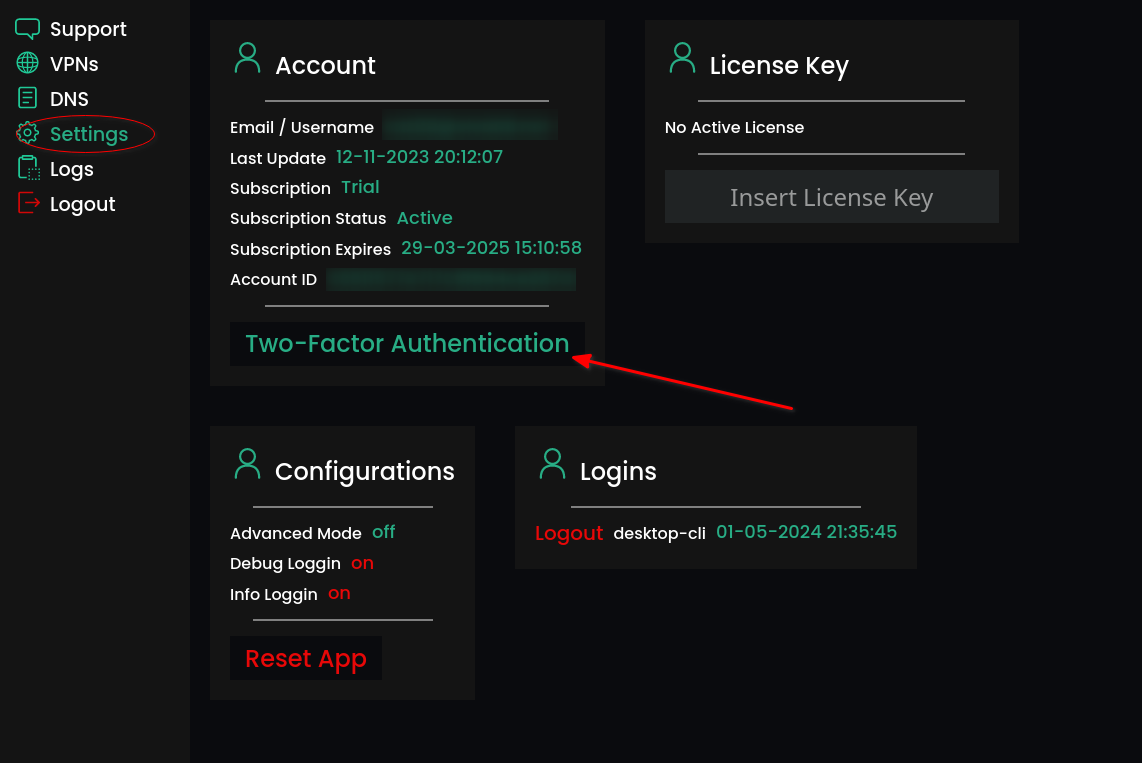 Support
VPNs
DNS
Settings
Logs
Logout
Account
Email / Username
Last Update 12-11-2023 20:12:07
Subscription Trial
Subscription Status Active
Subscription Expires 29-03-2025 15:10:58
Account ID
Two-Factor Authentication
License Key
No Active License
Insert License Key
Configurations
Advanced Mode off
Debug Loggin on
Info Loggin on
Reset App
Logins
Logout desktop-cli 01-05-2024 21:35:45